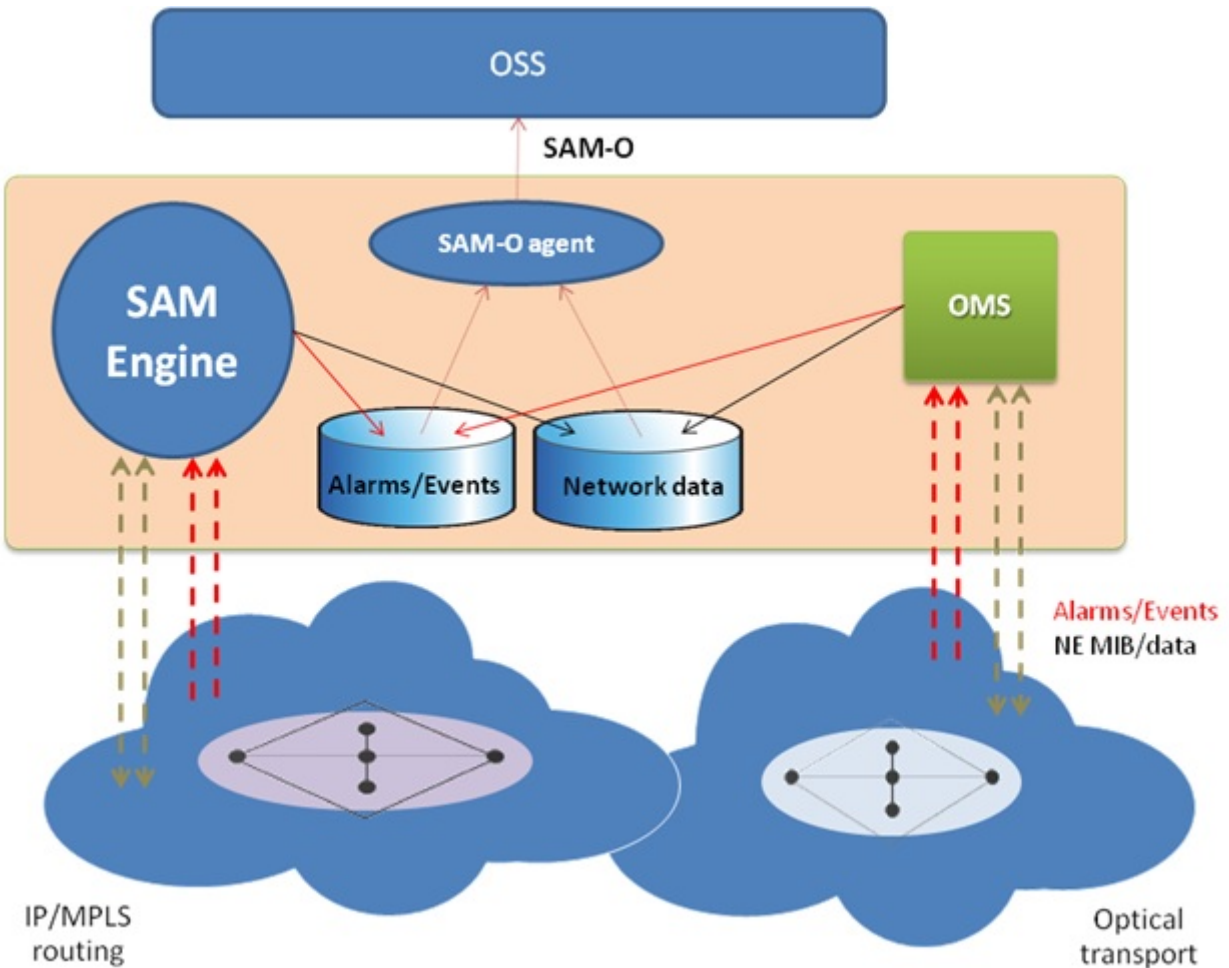 OSS
SAM-O
SAM-O agent
SAM
Engine
OMS
Alarms/Events
Network data
Alarms/Events
NE MIB/data
IP/MPLS
routing
Optical
transport